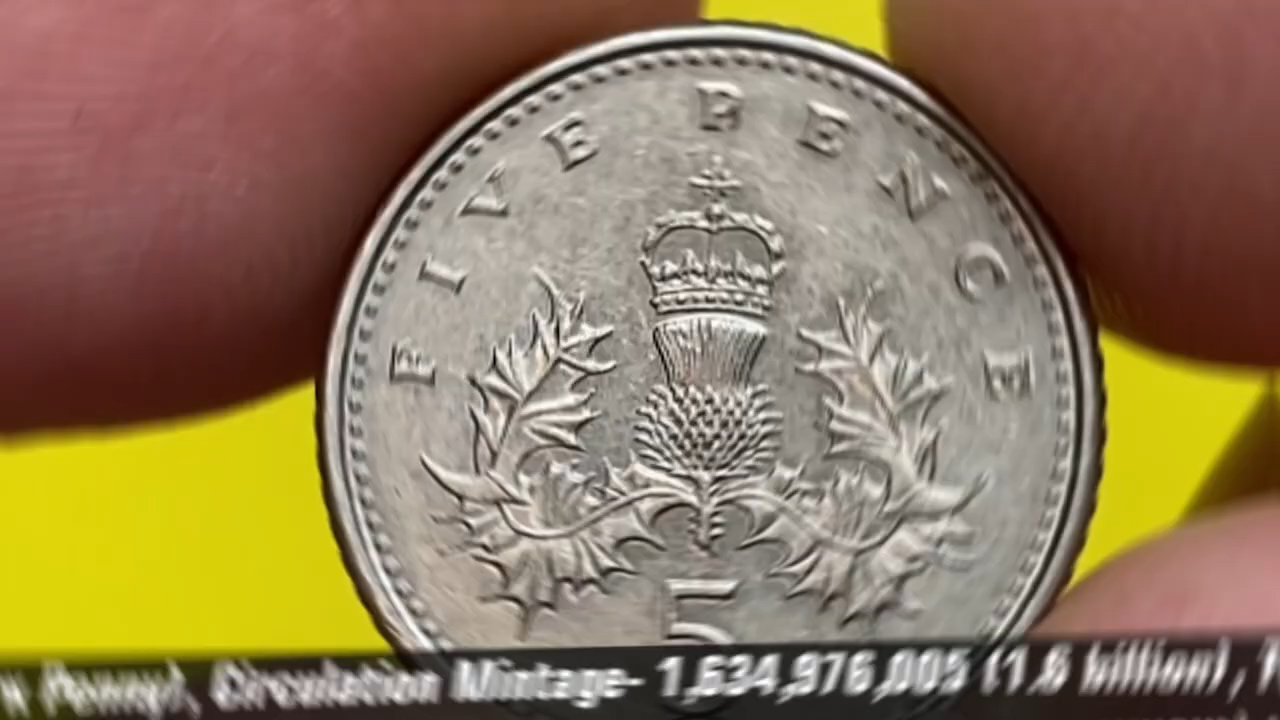 FIVE PENCE
5
Penny), Circulation Mintage- 1,634,976,005 (1.6 billion),